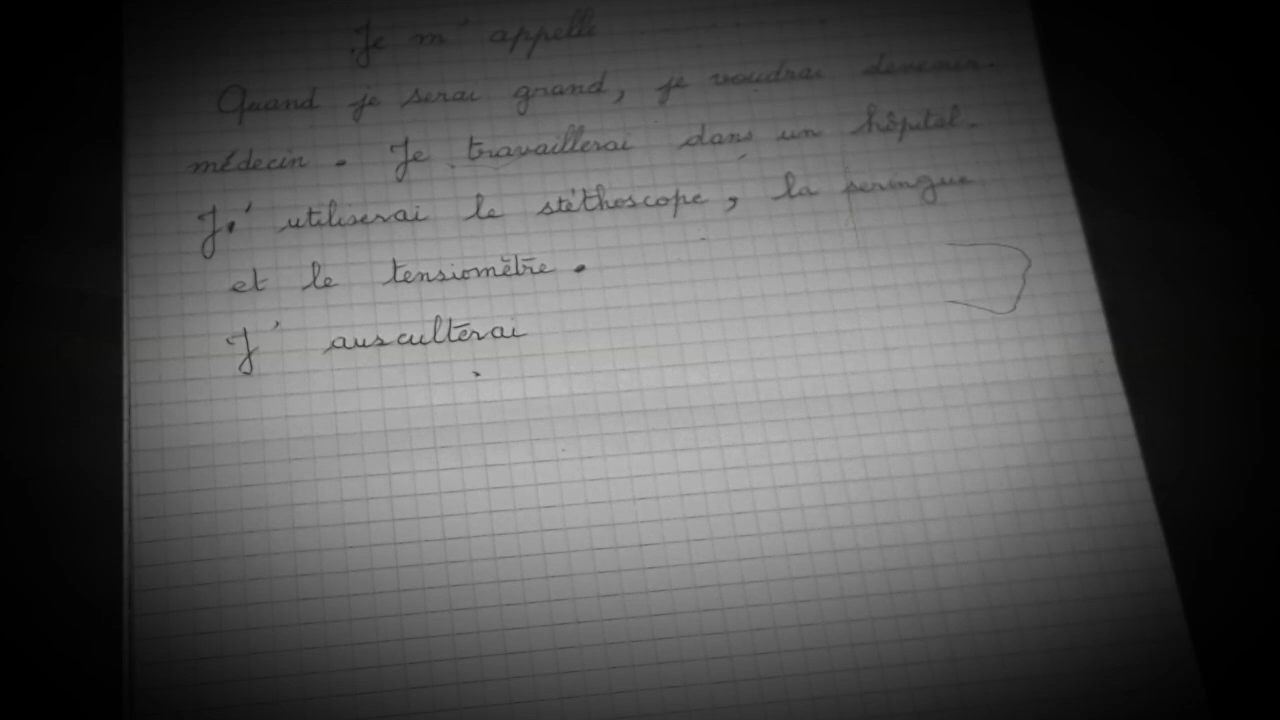 Je m' appelle
Quand je serai grand, je voudrai devenir.
médecin. Je travaillerai dans un hôpital.
J' utiliserai le stéthoscope, la seringue
et le tensiomètre.
J' ausculterai